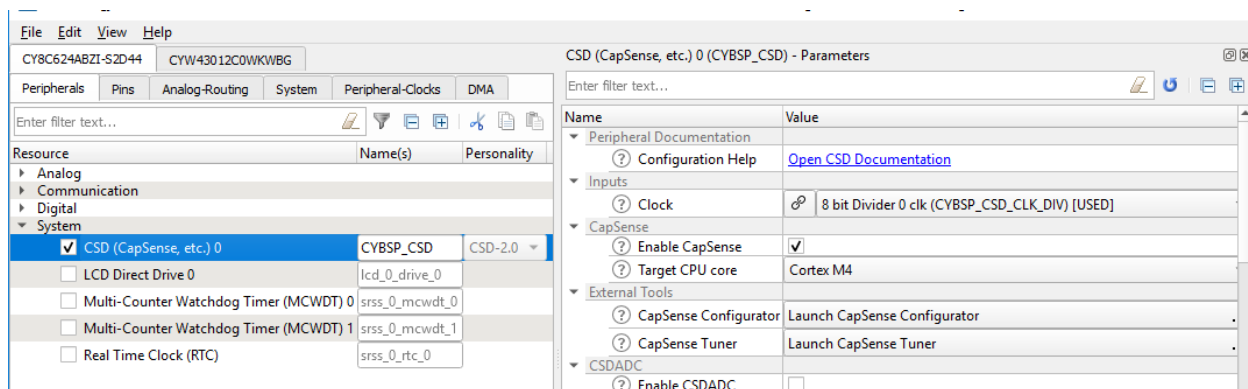 File Edit View Help
CY8C624ABZI-S2D44 CYW43012C0WKWBG
Peripherals Pins Analog-Routing System Peripheral-Clocks DMA
Enter filter text...
Resource Name(s) Personality
Analog
Communication
Digital
System
CSD (CapSense, etc.) 0 CYBSP_CSD CSD-2.0
LCD Direct Drive 0 lcd_0_drive_0
Multi-Counter Watchdog Timer (MCWDT) 0 srss_0_mcwdt_0
Multi-Counter Watchdog Timer (MCWDT) 1 srss_0_mcwdt_1
Real Time Clock (RTC) srss_0_rtc_0
CSD (CapSense, etc.) 0 (CYBSP_CSD) - Parameters
Enter filter text...
Name Value
Peripheral Documentation
Configuration Help Open CSD Documentation
Inputs
Clock 8 bit Divider 0 clk (CYBSP_CSD_CLK_DIV) [USED]
CapSense
Enable CapSense
Target CPU core Cortex M4
External Tools
CapSense Configurator Launch CapSense Configurator
CapSense Tuner Launch CapSense Tuner
CSDADC
Enable CSDADC